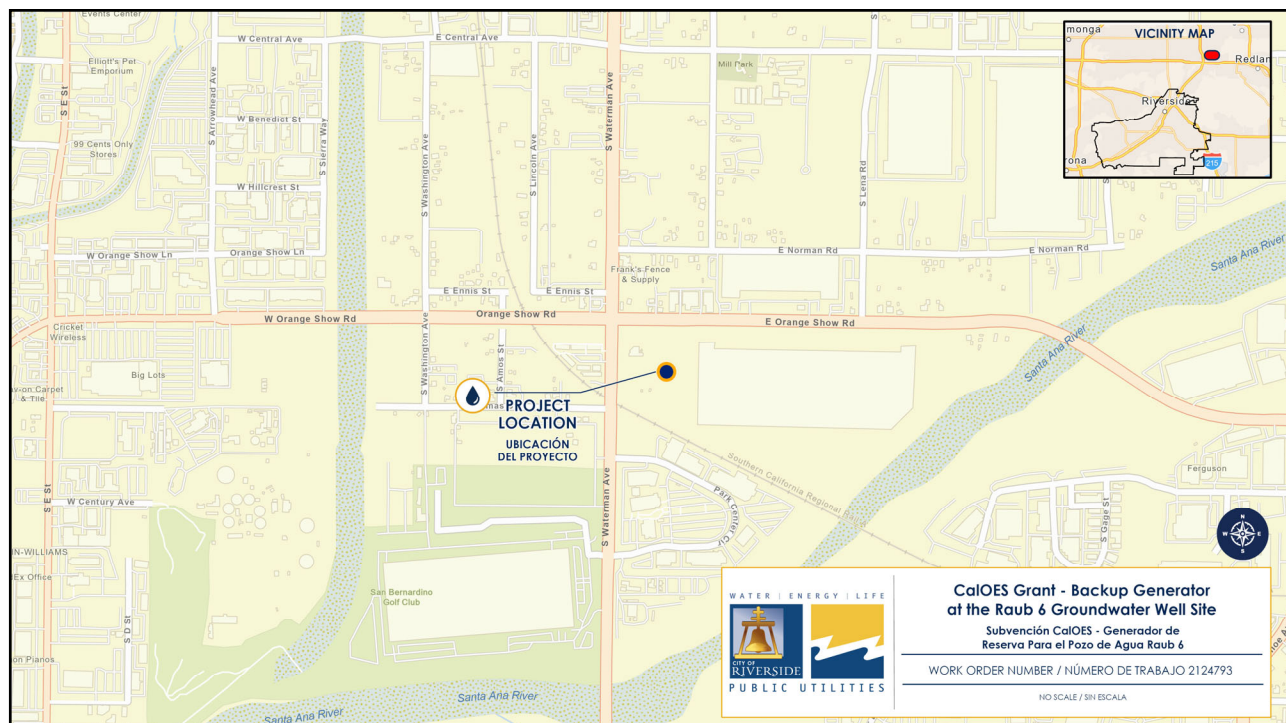 Events Center
W Central Ave
E Central Ave
Elliott's Pet
Emporium
S E St
S Arrowhead Ave
W Benedict St
S Sierra Way
99 Cents Only
Stores
W Hillcrest St
S Washington Ave
S Lincoln Ave
S Waterman Ave
Mill Park
S Lena Rd
VICINITY MAP
Redlan
Riverside
215
W Orange Show Ln
Orange Show Ln
E Norman Rd
E Norman Rd
Frank's Fence
& Supply
E Ennis St
E Ennis St
Santa Ana River
W Orange Show Rd
Orange Show Rd
E Orange Show Rd
Cricket
Wireless
Big Lots
S Washington Ave
S Amos St
Santa Ana River
PROJECT
LOCATION
UBICACIÓN
DEL PROYECTO
Southern California Regional
Park Center Cir
S Waterman Ave
W Century Ave
S E St
S D St
Ferguson
S Gage St
San Bernardino
Golf Club
Santa Ana River
Santa Ana River
N
W E
S
WATER | ENERGY | LIFE
CITY OF
RIVERSIDE
PUBLIC UTILITIES
CalOES Grant - Backup Generator
at the Raub 6 Groundwater Well Site
Subvención CalOES - Generador de
Reserva Para el Pozo de Agua Raub 6
WORK ORDER NUMBER / NÚMERO DE TRABAJO 2124793
NO SCALE / SIN ESCALA